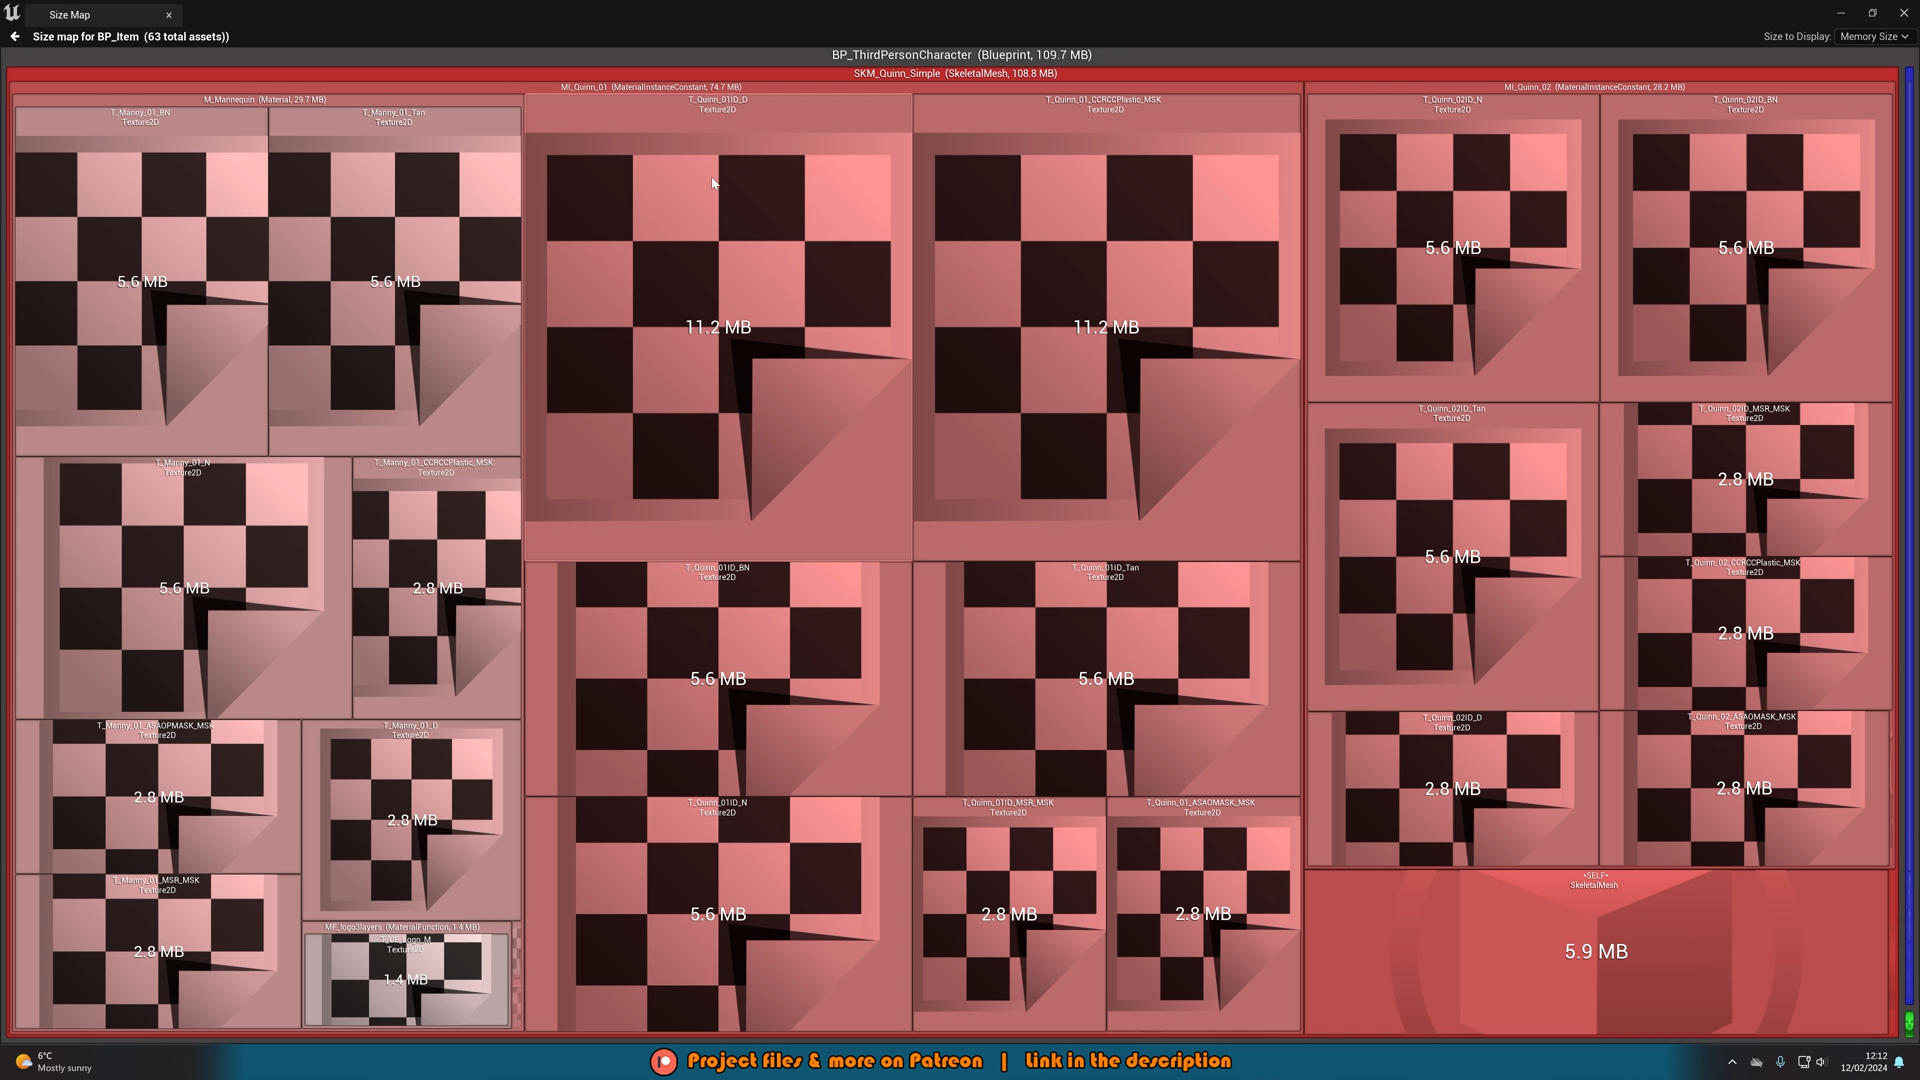 Size Map
Size map for BP_Item (63 total assets))
Size to Display: Memory Size
BP_ThirdPersonCharacter (Blueprint, 109.7 MB)
SKM_Quinn_Simple (SkeletalMesh, 108.8 MB)
M_Mannequin (Material, 29.7 MB)
T_Manny_01_BN
Texture2D
5.6 MB
T_Manny_01_Tan
Texture2D
5.6 MB
T_Manny_01_N
Texture2D
5.6 MB
T_Manny_01_CCRCCPlastic_MSK
Texture2D
2.8 MB
T_Manny_01_ASAOPMASK_MSK
Texture2D
2.8 MB
T_Manny_01_D
Texture2D
2.8 MB
T_Manny_01_MSR_MSK
Texture2D
2.8 MB
MF_logo3layers (MaterialFunction, 1.4 MB)
T_UE_Logo_M
Texture2D
1.4 MB
MI_Quinn_01 (MaterialInstanceConstant, 74.7 MB)
T_Quinn_01ID_D
Texture2D
11.2 MB
T_Quinn_01_CCRCCPlastic_MSK
Texture2D
11.2 MB
T_Quinn_01ID_BN
Texture2D
5.6 MB
T_Quinn_01ID_Tan
Texture2D
5.6 MB
T_Quinn_01ID_N
Texture2D
5.6 MB
T_Quinn_01ID_MSR_MSK
Texture2D
2.8 MB
T_Quinn_01_ASAOMASK_MSK
Texture2D
2.8 MB
MI_Quinn_02 (MaterialInstanceConstant, 28.2 MB)
T_Quinn_02ID_N
Texture2D
5.6 MB
T_Quinn_02ID_BN
Texture2D
5.6 MB
T_Quinn_02ID_Tan
Texture2D
5.6 MB
T_Quinn_02ID_MSR_MSK
Texture2D
2.8 MB
T_Quinn_02_CCRCCPlastic_MSK
Texture2D
2.8 MB
T_Quinn_02ID_D
Texture2D
2.8 MB
T_Quinn_02_ASAOMASK_MSK
Texture2D
2.8 MB
*SELF*
SkeletalMesh
5.9 MB
6°C
Mostly sunny
Project files & more on Patreon | Link in the description
12:12
12/02/2024